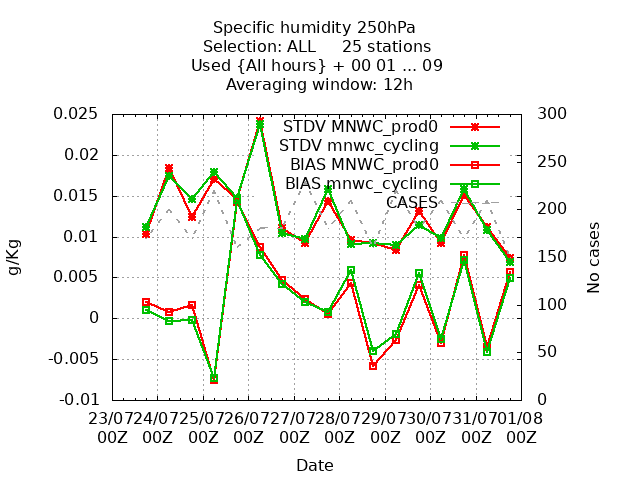 Specific humidity 250hPa
Selection: ALL 25 stations
Used {All hours} + 00 01 ... 09
Averaging window: 12h
STDV MNWC_prod0
STDV mnwc_cycling
BIAS MNWC_prod0
BIAS mnwc_cycling
CASES
0.025
0.02
0.015
0.01
0.005
0
-0.005
-0.01
g/Kg
300
250
200
150
100
50
0
No cases
23/07 24/07 25/07 26/07 27/07 28/07 29/07 30/07 31/07 01/08
00Z 00Z 00Z 00Z 00Z 00Z 00Z 00Z 00Z 00Z
Date